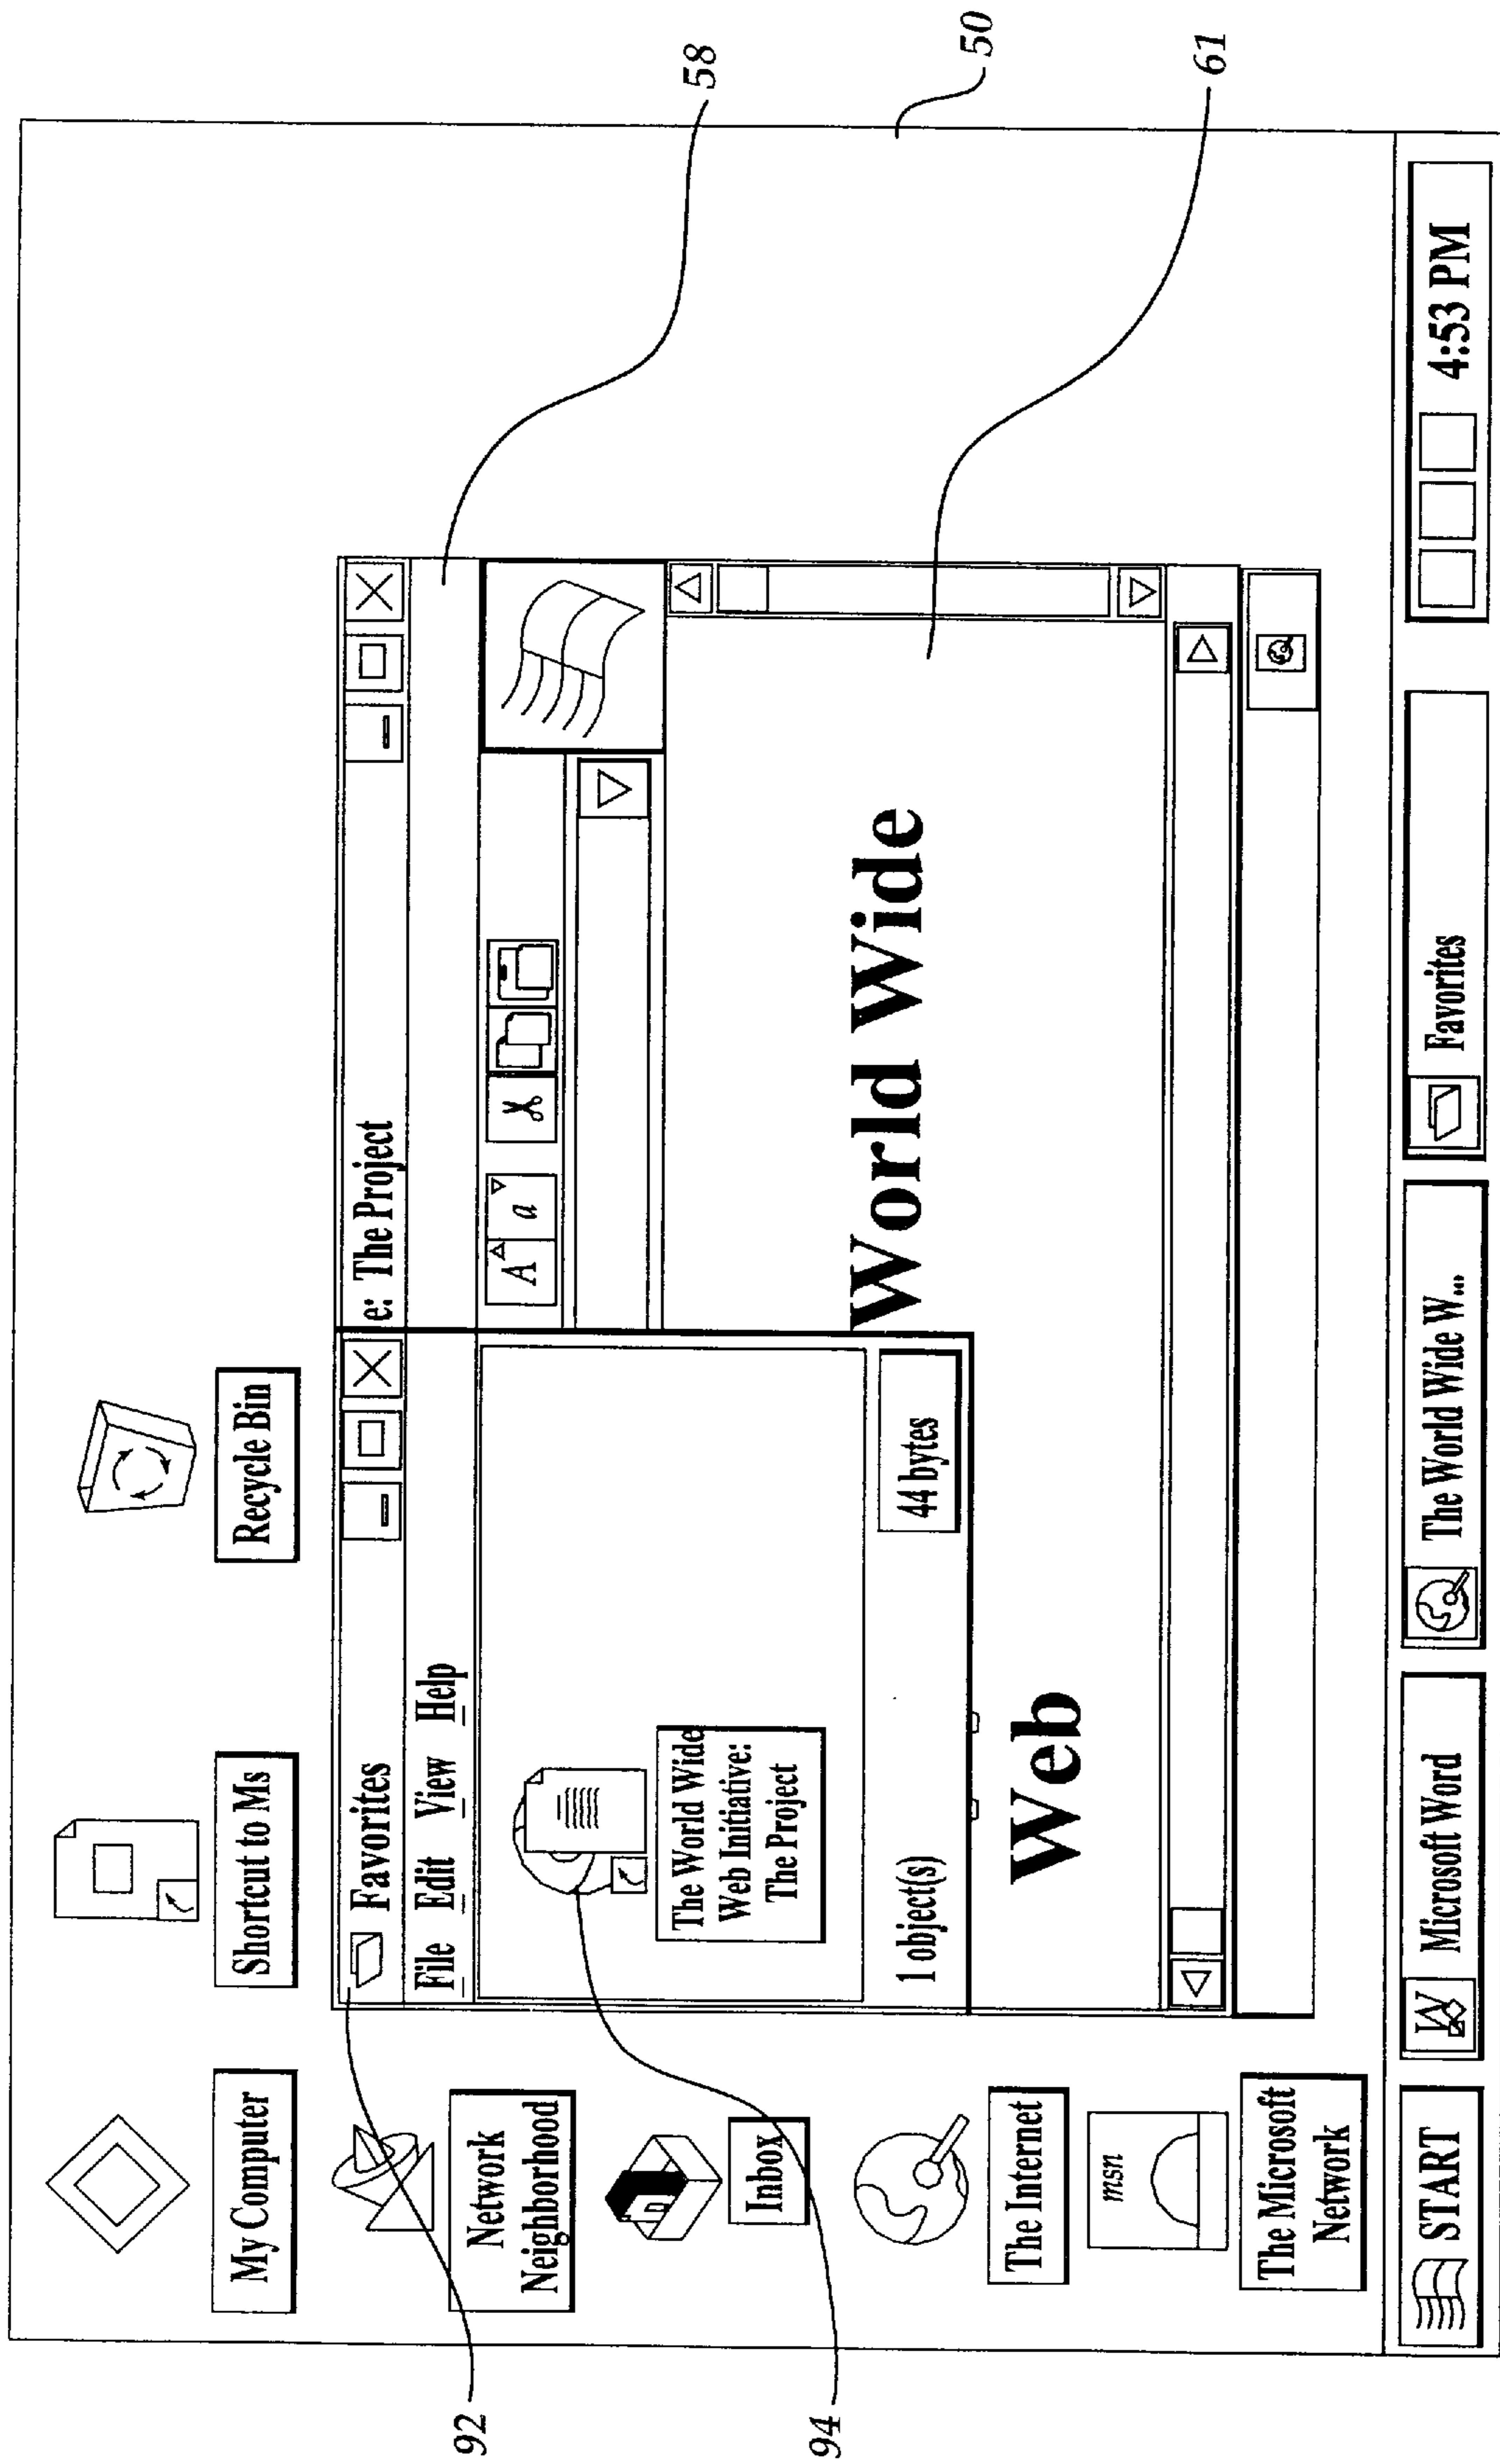 My Computer
Shortcut to Ms
Recycle Bin
58
50
61
92
94
Network
Neighborhood
Inbox
The Internet
msn
The Microsoft
Network
Favorites
File Edit View Help
The World Wide
Web Initiative:
The Project
1 object(s)
44 bytes
e: The Project
A a
World Wide
Web
START
W Microsoft Word
The World Wide W...
Favorites
4:53 PM